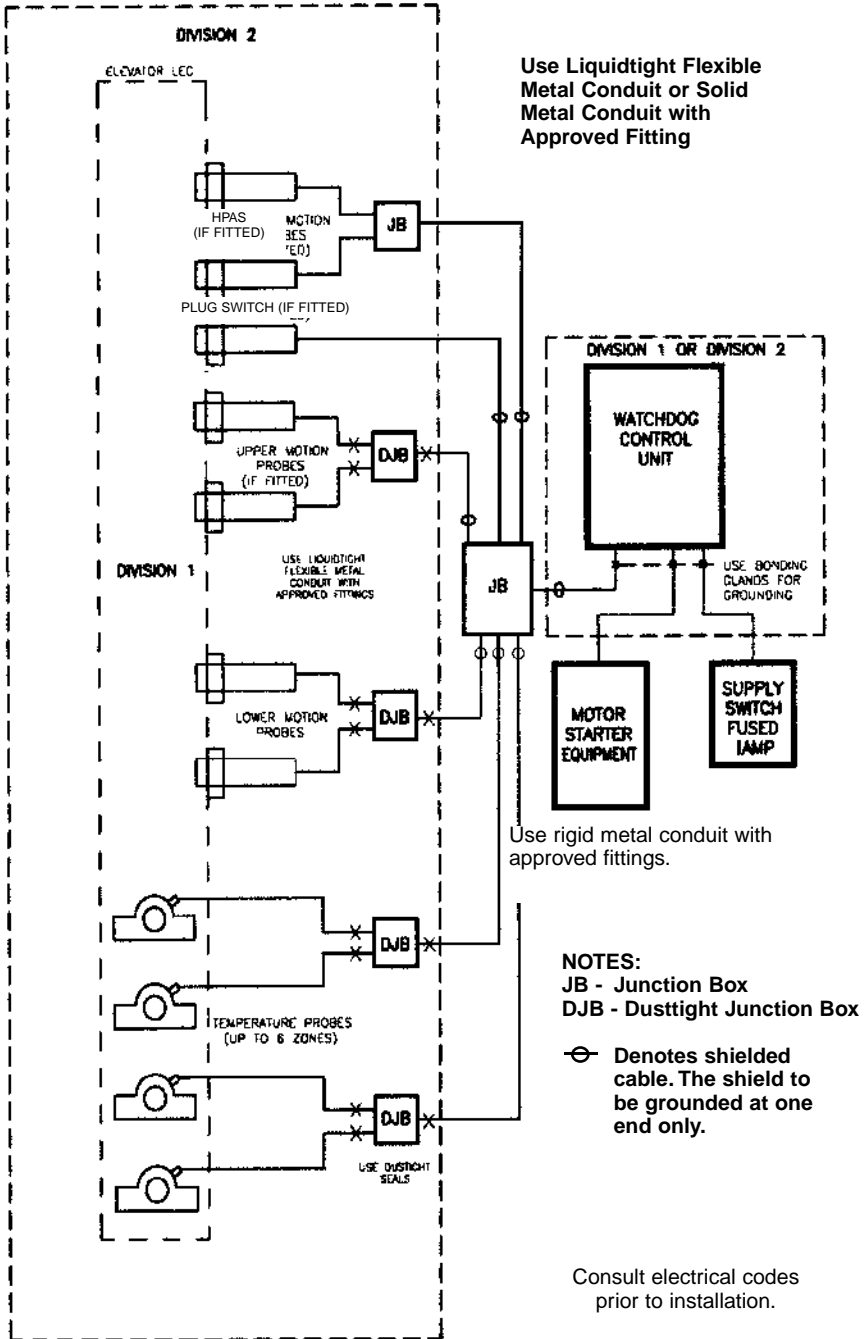 DIVISION 2
ELEVATOR LEG
Use Liquidtight Flexible
Metal Conduit or Solid
Metal Conduit with
Approved Fitting
HPAS
(IF FITTED)
MOTION
JB
PLUG SWITCH (IF FITTED)
DIVISION 1 OR DIVISION 2
WATCHDOG
CONTROL
UNIT
UPPER MOTION
PROBES
(IF FITTED)
DJB
DIVISION 1
USE LIQUIDTIGHT
FLEXIBLE METAL
CONDUIT WITH
APPROVED FITTINGS
JB
USE BONDING
GLANDS FOR
GROUNDING
LOWER MOTION
PROBES
DJB
MOTOR
STARTER
EQUIPMENT
SUPPLY
SWITCH
FUSED
1AMP
Use rigid metal conduit with
approved fittings.
DJB
TEMPERATURE PROBES
(UP TO 6 ZONES)
NOTES:
JB - Junction Box
DJB - Dusttight Junction Box
Denotes shielded
cable. The shield to
be grounded at one
end only.
DJB
USE DUSTIGHT
SEALS
Consult electrical codes
prior to installation.